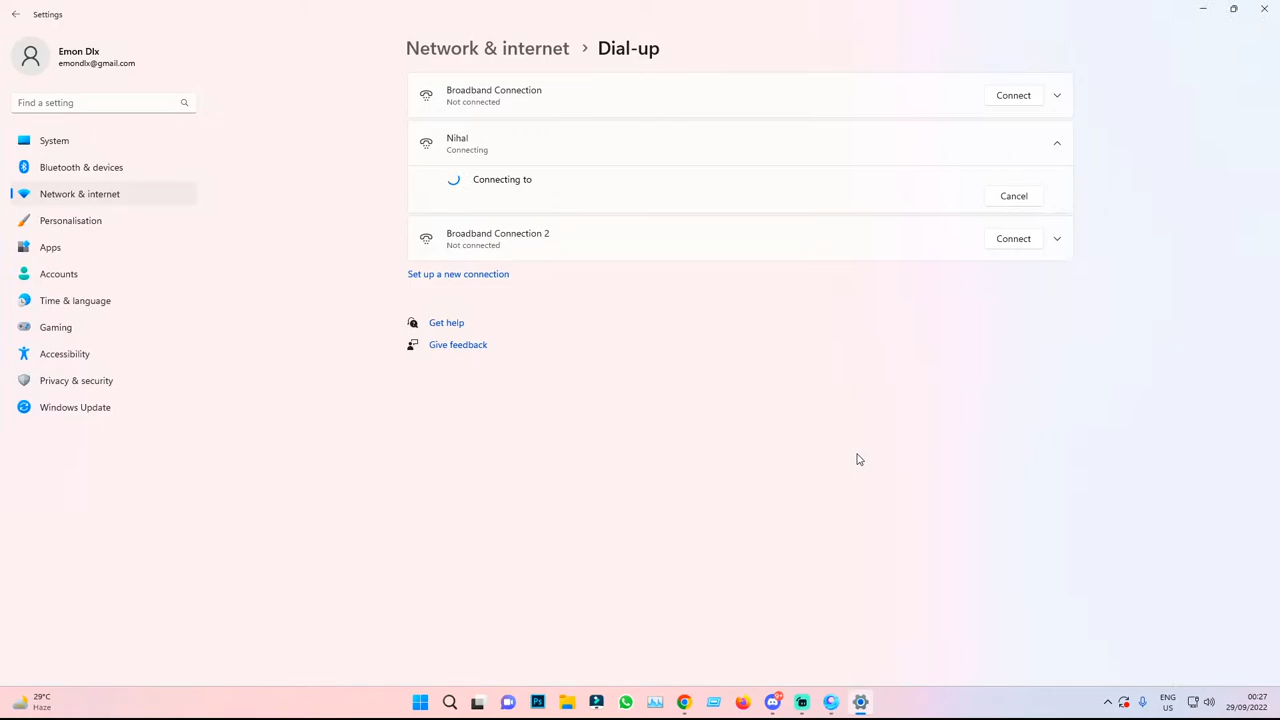 Settings
Emon Dlx
emondlx@gmail.com
Find a setting
System
Bluetooth & devices
Network & internet
Personalisation
Apps
Accounts
Time & language
Gaming
Accessibility
Privacy & security
Windows Update
Network & internet > Dial-up
Broadband Connection
Not connected
Connect
Nihal
Connecting
Connecting to
Cancel
Broadband Connection 2
Not connected
Connect
Set up a new connection
Get help
Give feedback
29°C
Haze
Ps
9+
ENG
US
00:27
29/09/2022